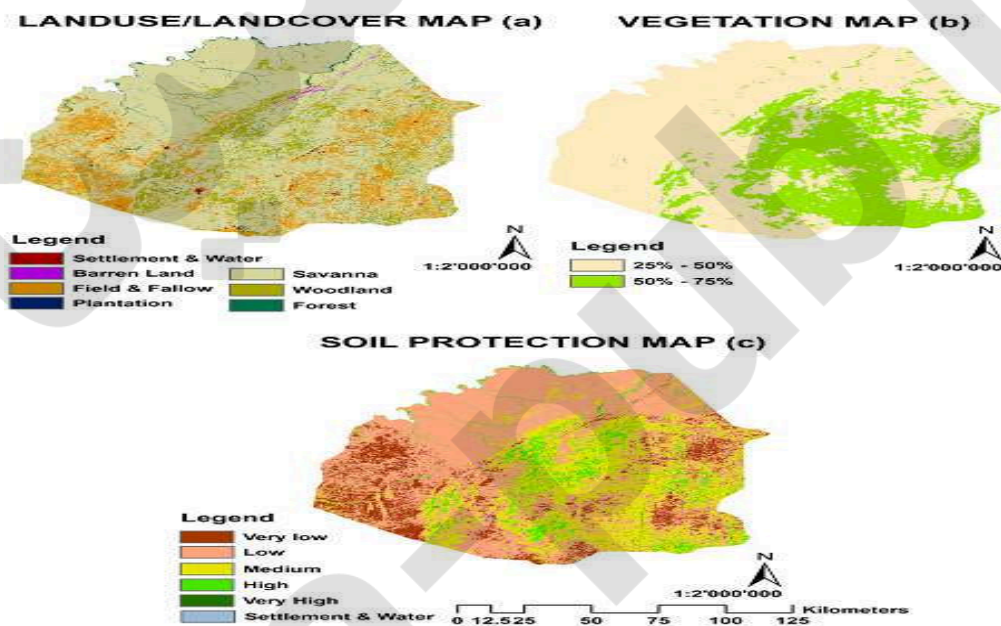 LANDUSE/LANDCOVER MAP (a)
VEGETATION MAP (b)
Legend
Settlement & Water
Barren Land
Field & Fallow
Plantation
Savanna
Woodland
Forest
N
1:2'000'000
Legend
25% - 50%
50% - 75%
N
1:2'000'000
SOIL PROTECTION MAP (c)
Legend
Very low
Low
Medium
High
Very High
Settlement & Water
N
1:2'000'000
0 12.525 50 75 100 125 Kilometers